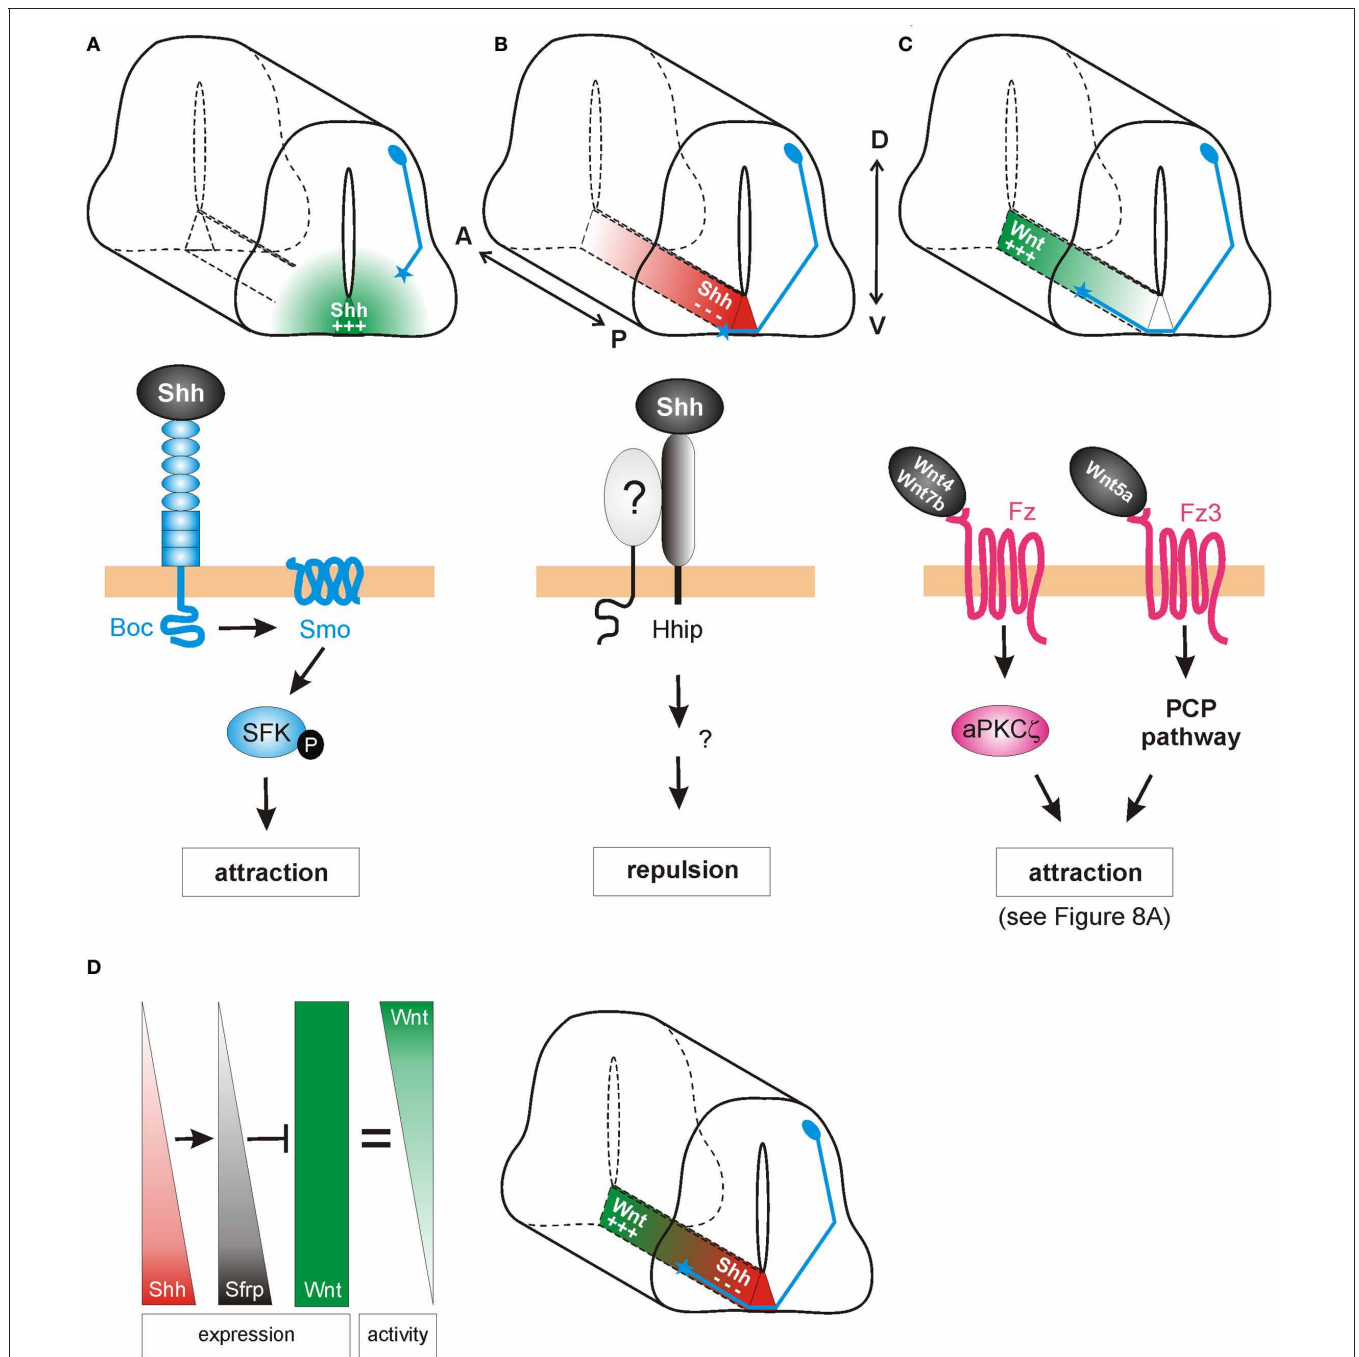 A
B
C
D
A
P
V
Shh
+++
Shh
- - -
Wnt
+++
Shh
Shh
Wnt4
Wnt7b
Wnt5a
?
Fz
Fz3
Boc
Smo
Hhip
SFK
P
?
aPKCζ
PCP
pathway
attraction
repulsion
attraction
(see Figure 8A)
D
Wnt
Shh
Sfrp
Wnt
=
expression
activity
Wnt
+++
Shh
- - -